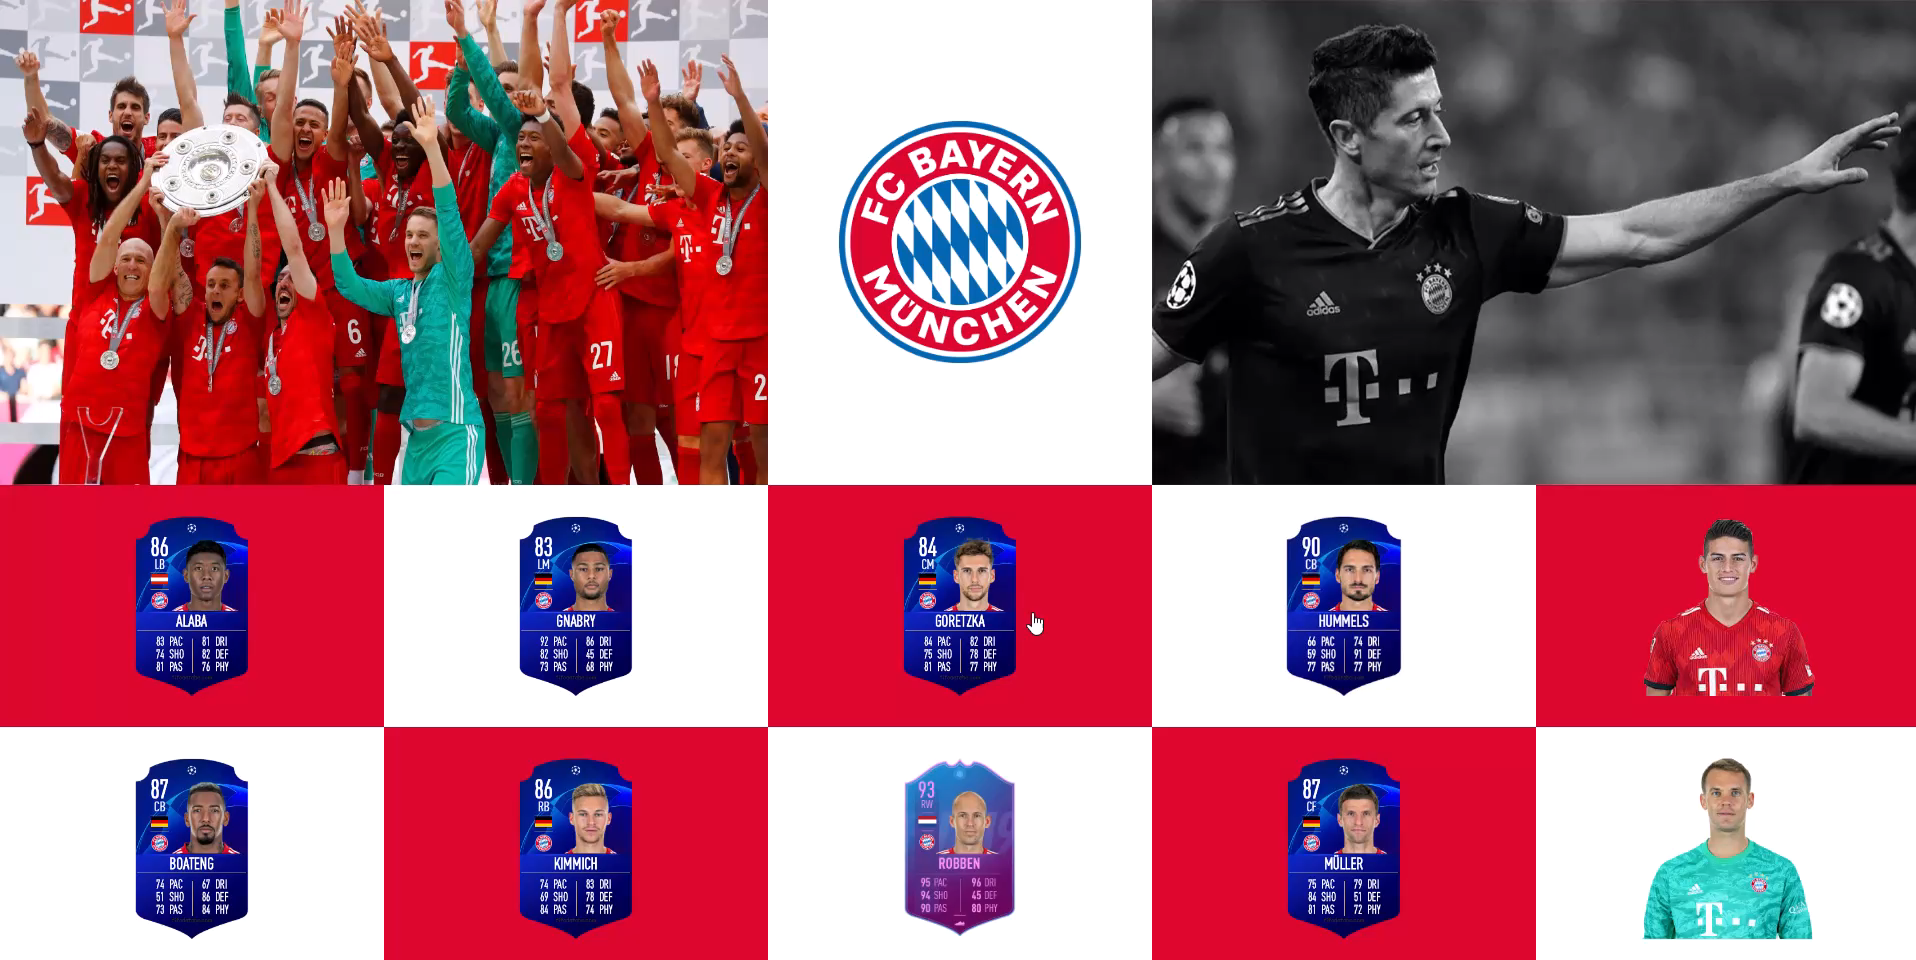 FC BAYERN
MÜNCHEN
6
26
27
2
adidas
T
86
LB
ALABA
83 PAC 81 DRI
74 SHO 82 DEF
81 PAS 76 PHY
83
LM
GNABRY
92 PAC 86 DRI
82 SHO 45 DEF
73 PAS 68 PHY
84
CM
GORETZKA
84 PAC 82 DRI
75 SHO 78 DEF
81 PAS 77 PHY
90
CB
HUMMELS
66 PAC 74 DRI
59 SHO 91 DEF
77 PAS 77 PHY
T
87
CB
BOATENG
74 PAC 67 DRI
51 SHO 86 DEF
73 PAS 84 PHY
86
RB
KIMMICH
74 PAC 83 DRI
69 SHO 78 DEF
84 PAS 74 PHY
93
RW
ROBBEN
95 PAC 96 DRI
94 SHO 45 DEF
90 PAS 80 PHY
87
CF
MÜLLER
75 PAC 79 DRI
84 SHO 51 DEF
81 PAS 72 PHY
T